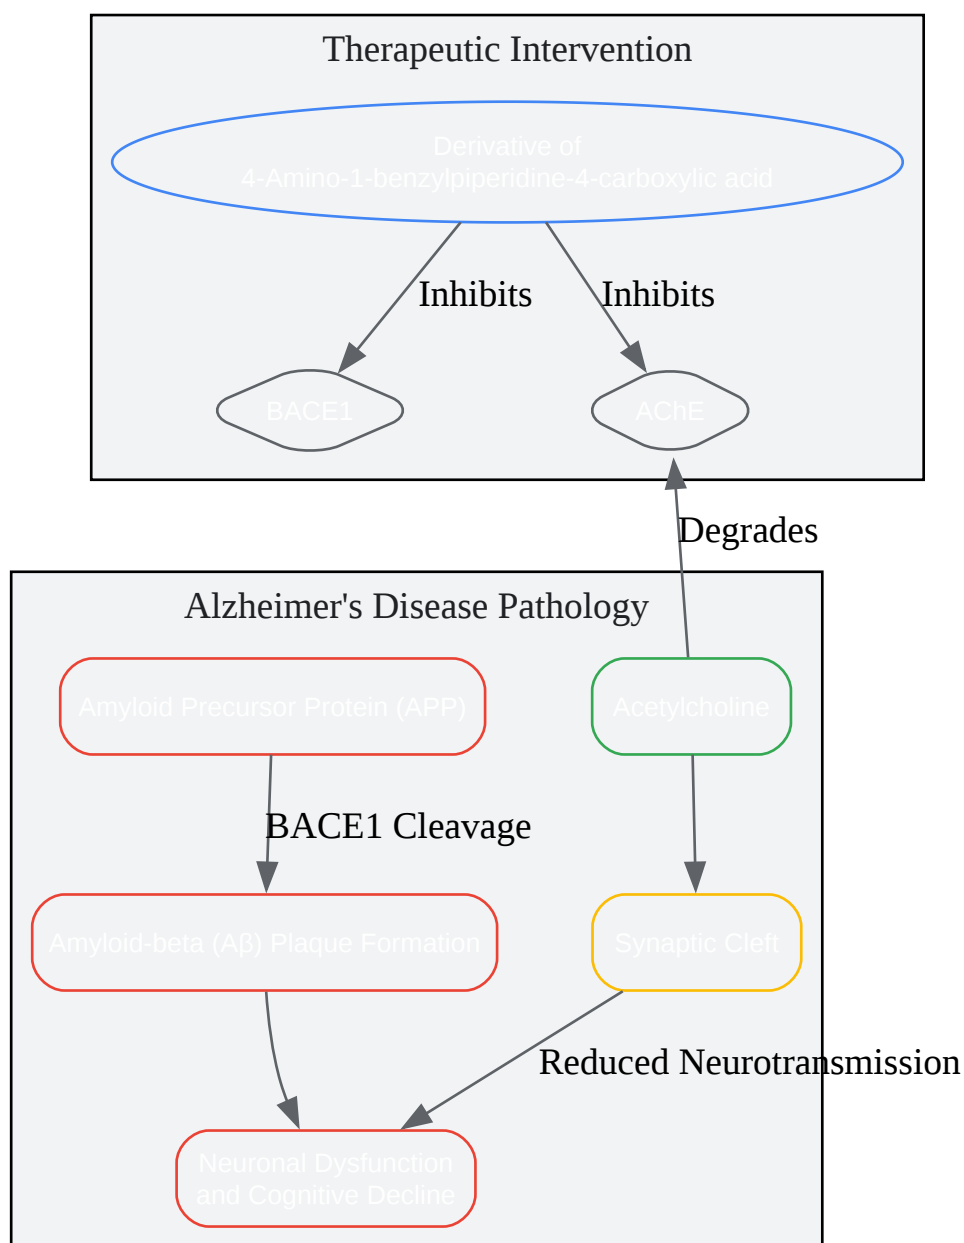 Therapeutic Intervention
Derivative of
4-Amino-1-benzylpiperidine-4-carboxylic acid
Inhibits
Inhibits
BACE1
AChE
Degrades
Alzheimer's Disease Pathology
Amyloid Precursor Protein (APP)
Acetylcholine
BACE1 Cleavage
Amyloid-beta (Aβ) Plaque Formation
Synaptic Cleft
Reduced Neurotransmission
Neuronal Dysfunction
and Cognitive Decline